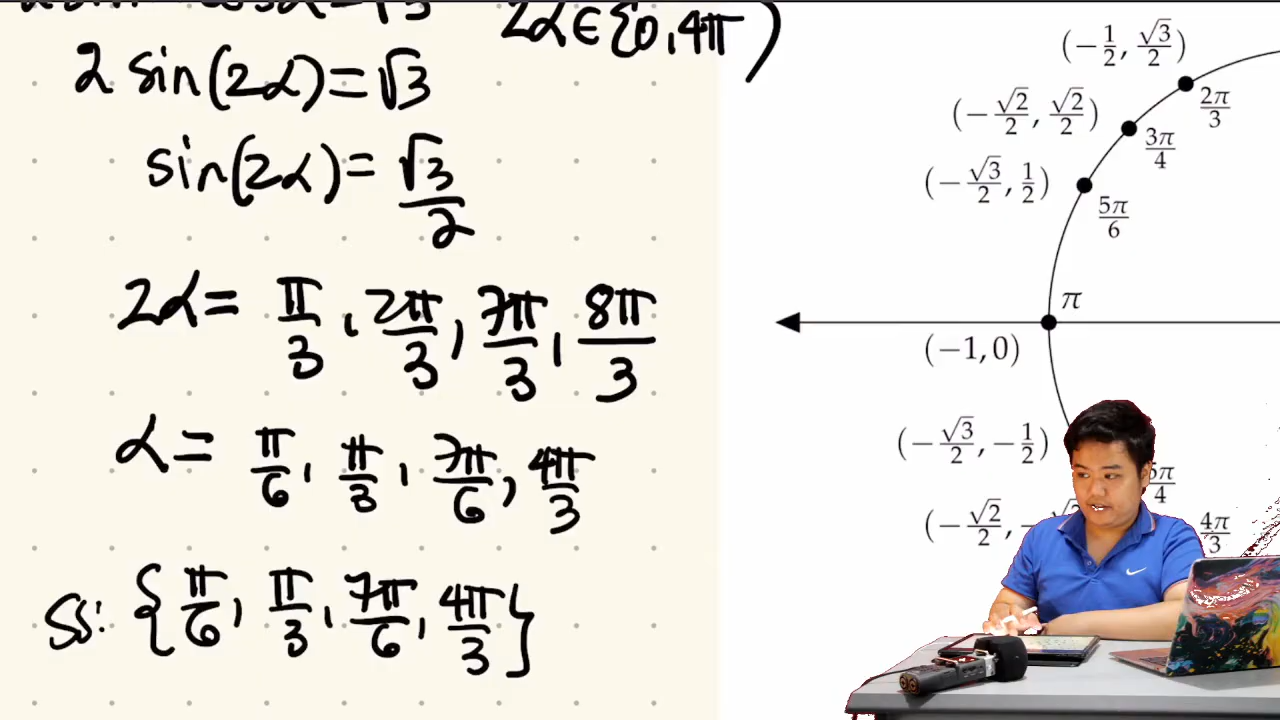 2α ∈ {0, 4π)
2 sin(2α) = √3
sin(2α) = √3/2
2α = π/3, 2π/3, 7π/3, 8π/3
α = π/6, π/3, 7π/6, 4π/3
SS: {π/6, π/3, 7π/6, 4π/3}
(−1/2, √3/2)
2π/3
(−√2/2, √2/2)
3π/4
(−√3/2, 1/2)
5π/6
π
(−1, 0)
(−√3/2, −1/2)
(−√2/2, −
4π/3